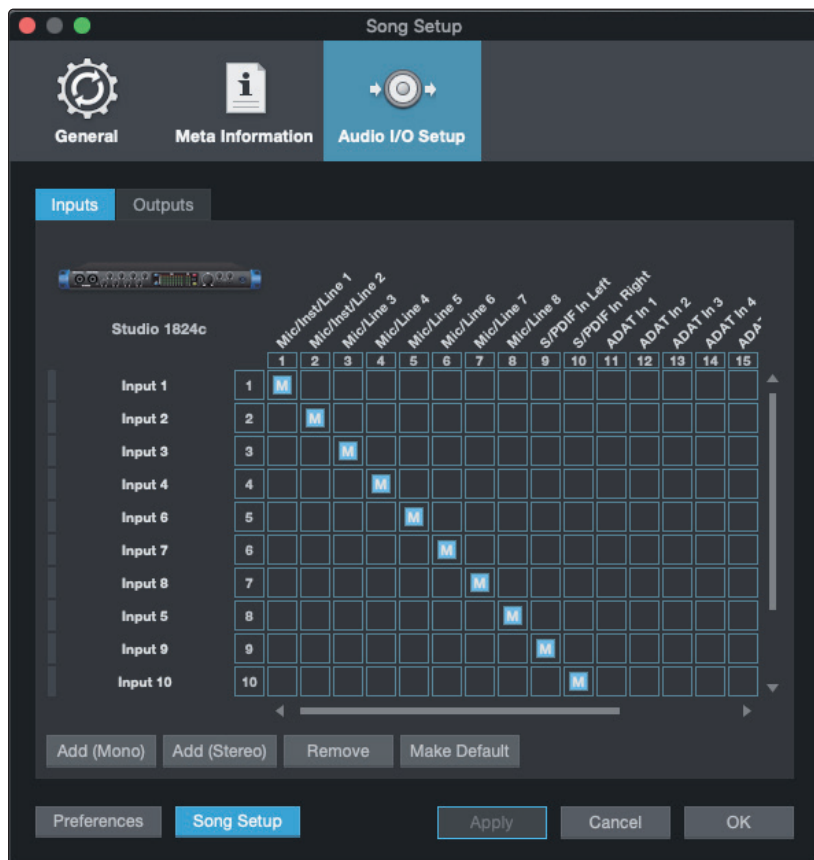 Song Setup
General
Meta Information
Audio I/O Setup
Inputs
Outputs
Studio 1824c
Mic/Inst/Line 1
Mic/Inst/Line 2
Mic/Line 3
Mic/Line 4
Mic/Line 5
Mic/Line 6
Mic/Line 7
Mic/Line 8
S/PDIF In Left
S/PDIF In Right
ADAT In 1
ADAT In 2
ADAT In 3
ADAT In 4
1 2 3 4 5 6 7 8 9 10 11 12 13 14 15
Input 1 1 M
Input 2 2 M
Input 3 3 M
Input 4 4 M
Input 6 5 M
Input 7 6 M
Input 8 7 M
Input 5 8 M
Input 9 9 M
Input 10 10 M
Add (Mono)
Add (Stereo)
Remove
Make Default
Preferences
Song Setup
Apply
Cancel
OK